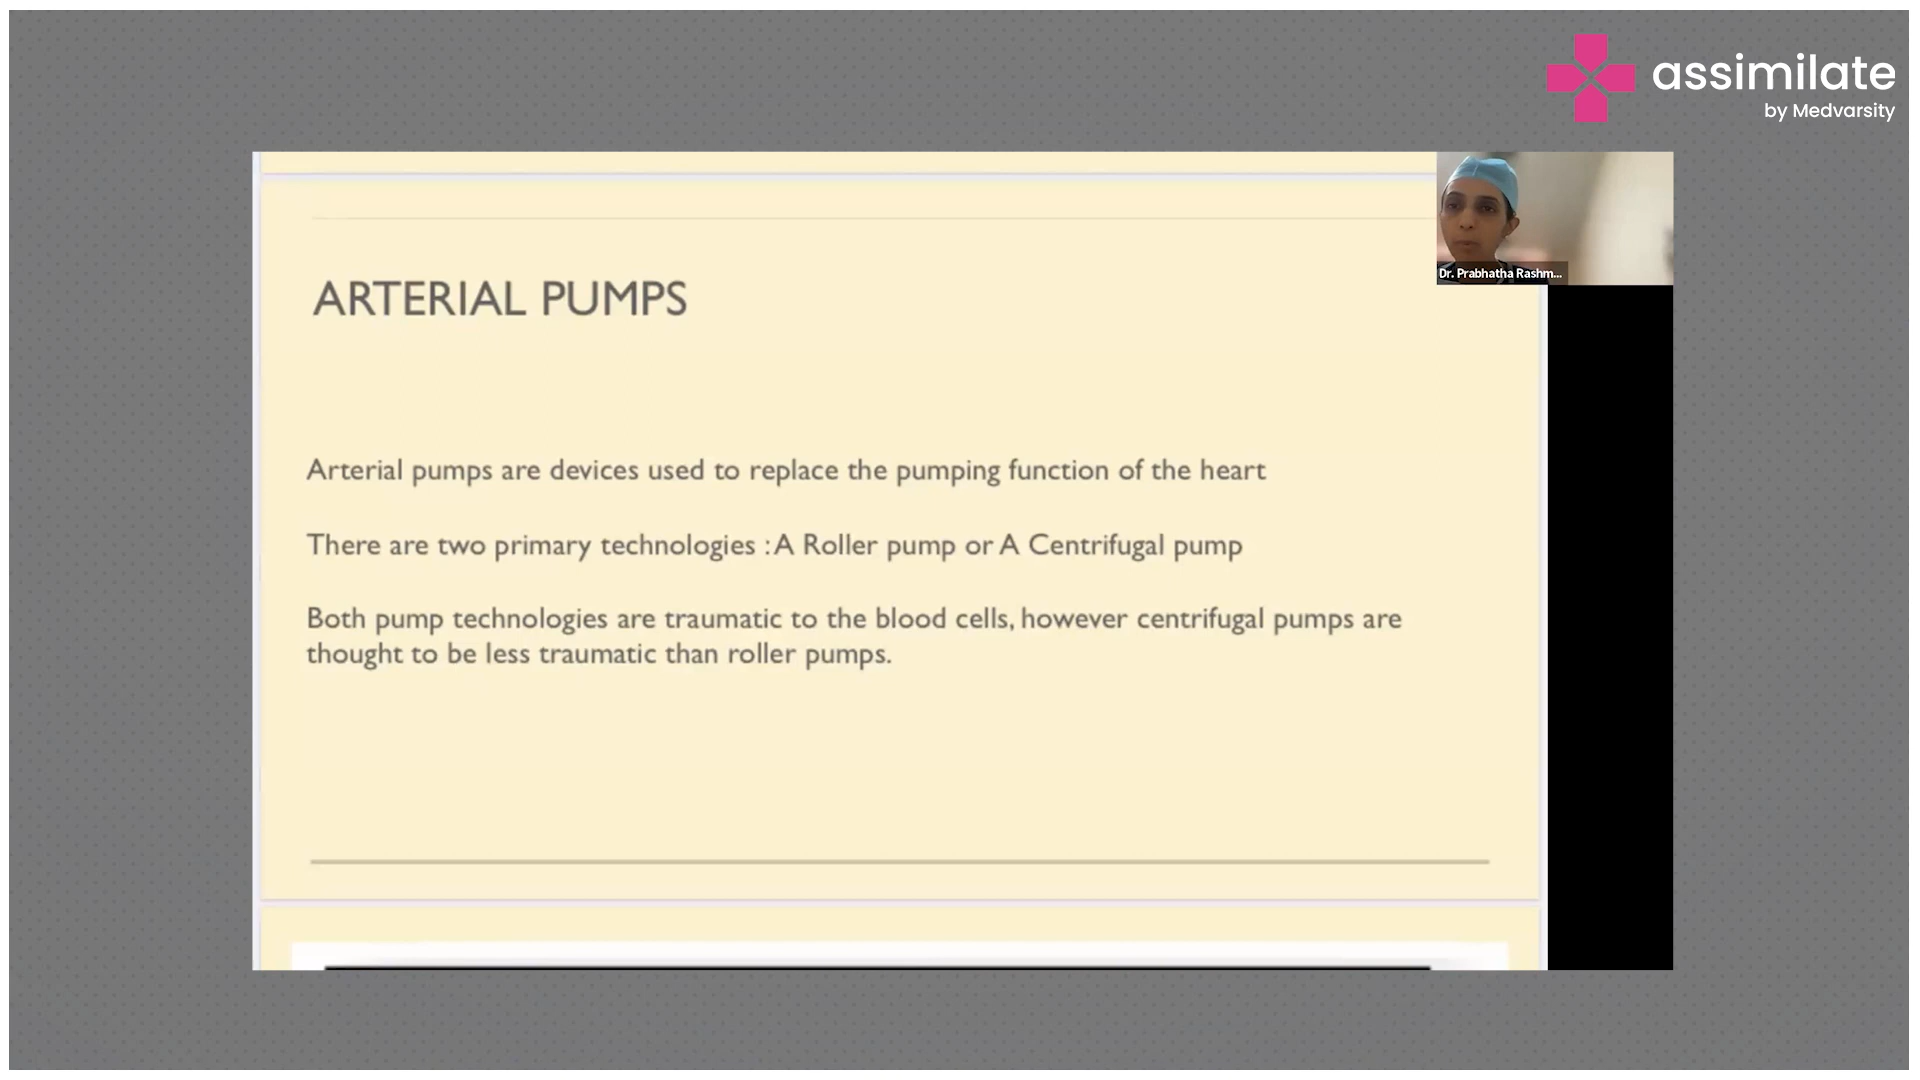 assimilate
by Medvarsity
Dr. Prabhatha Rashm...
ARTERIAL PUMPS
Arterial pumps are devices used to replace the pumping function of the heart
There are two primary technologies : A Roller pump or A Centrifugal pump
Both pump technologies are traumatic to the blood cells, however centrifugal pumps are
thought to be less traumatic than roller pumps.